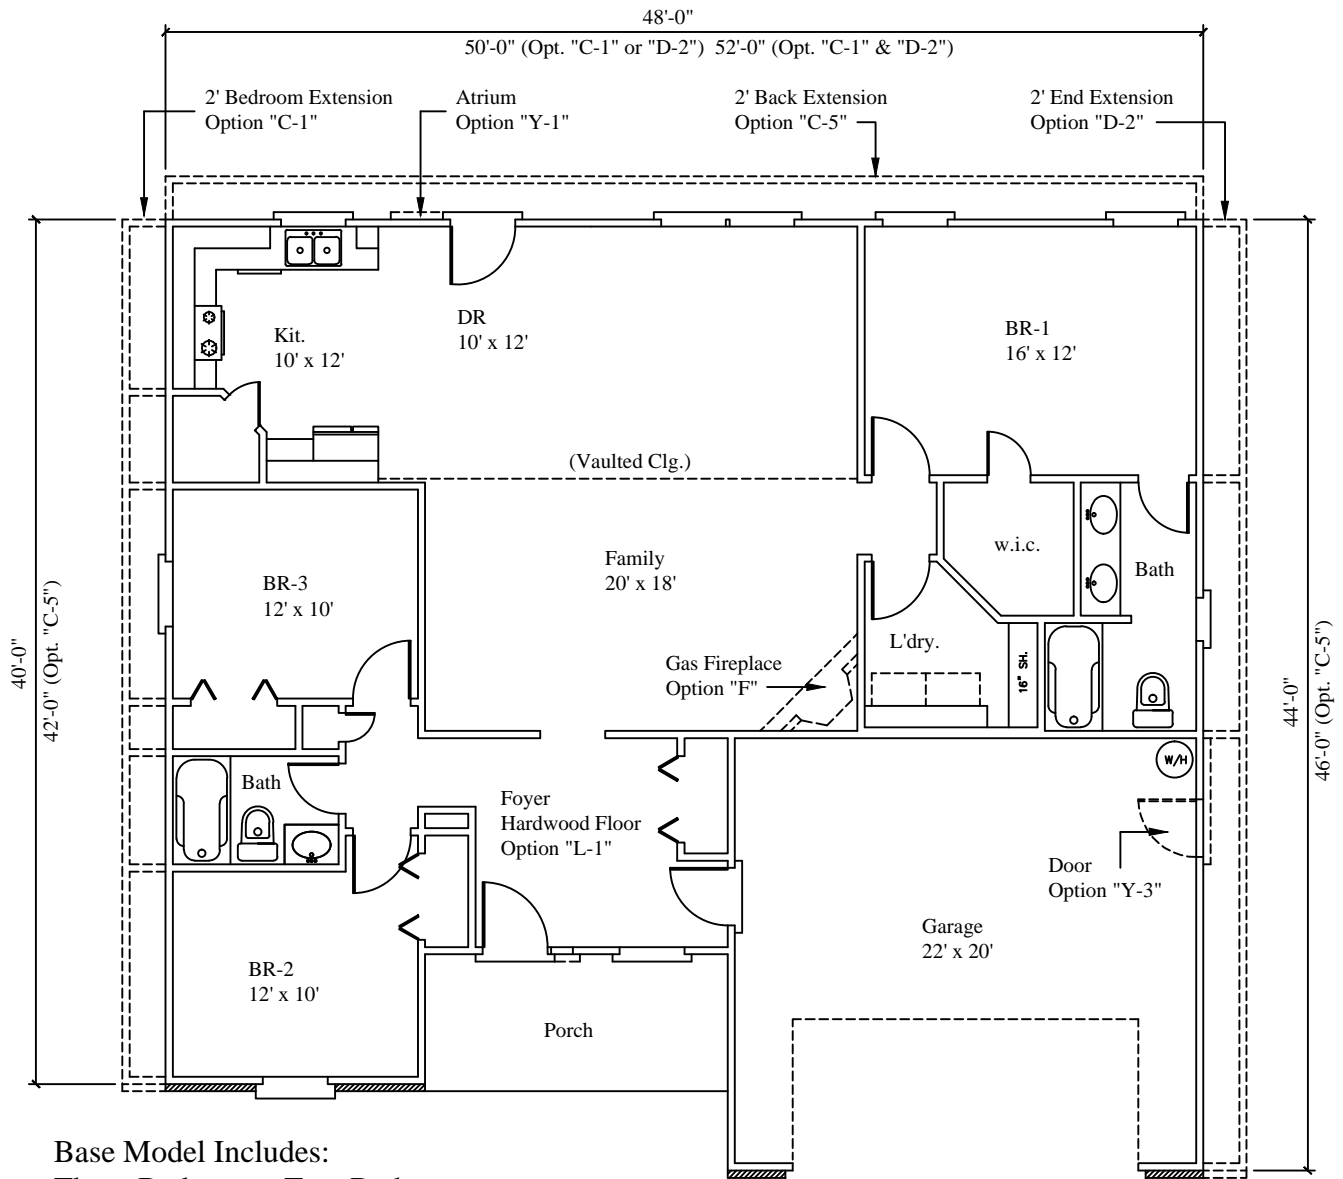 48'-0"
50'-0" (Opt. "C-1" or "D-2")  52'-0" (Opt. "C-1" & "D-2")
2' Bedroom Extension
Option "C-1"
Atrium
Option "Y-1"
2' Back Extension
Option "C-5"
2' End Extension
Option "D-2"
Kit.
10' x 12'
DR
10' x 12'
BR-1
16' x 12'
(Vaulted Clg.)
BR-3
12' x 10'
Family
20' x 18'
w.i.c.
Bath
40'-0"
42'-0" (Opt. "C-5")
Gas Fireplace
Option "F"
L'dry.
16" SH.
44'-0"
46'-0" (Opt. "C-5")
Bath
Foyer
Hardwood Floor
Option "L-1"
W/H
Door
Option "Y-3"
BR-2
12' x 10'
Garage
22' x 20'
Porch
Base Model Includes: